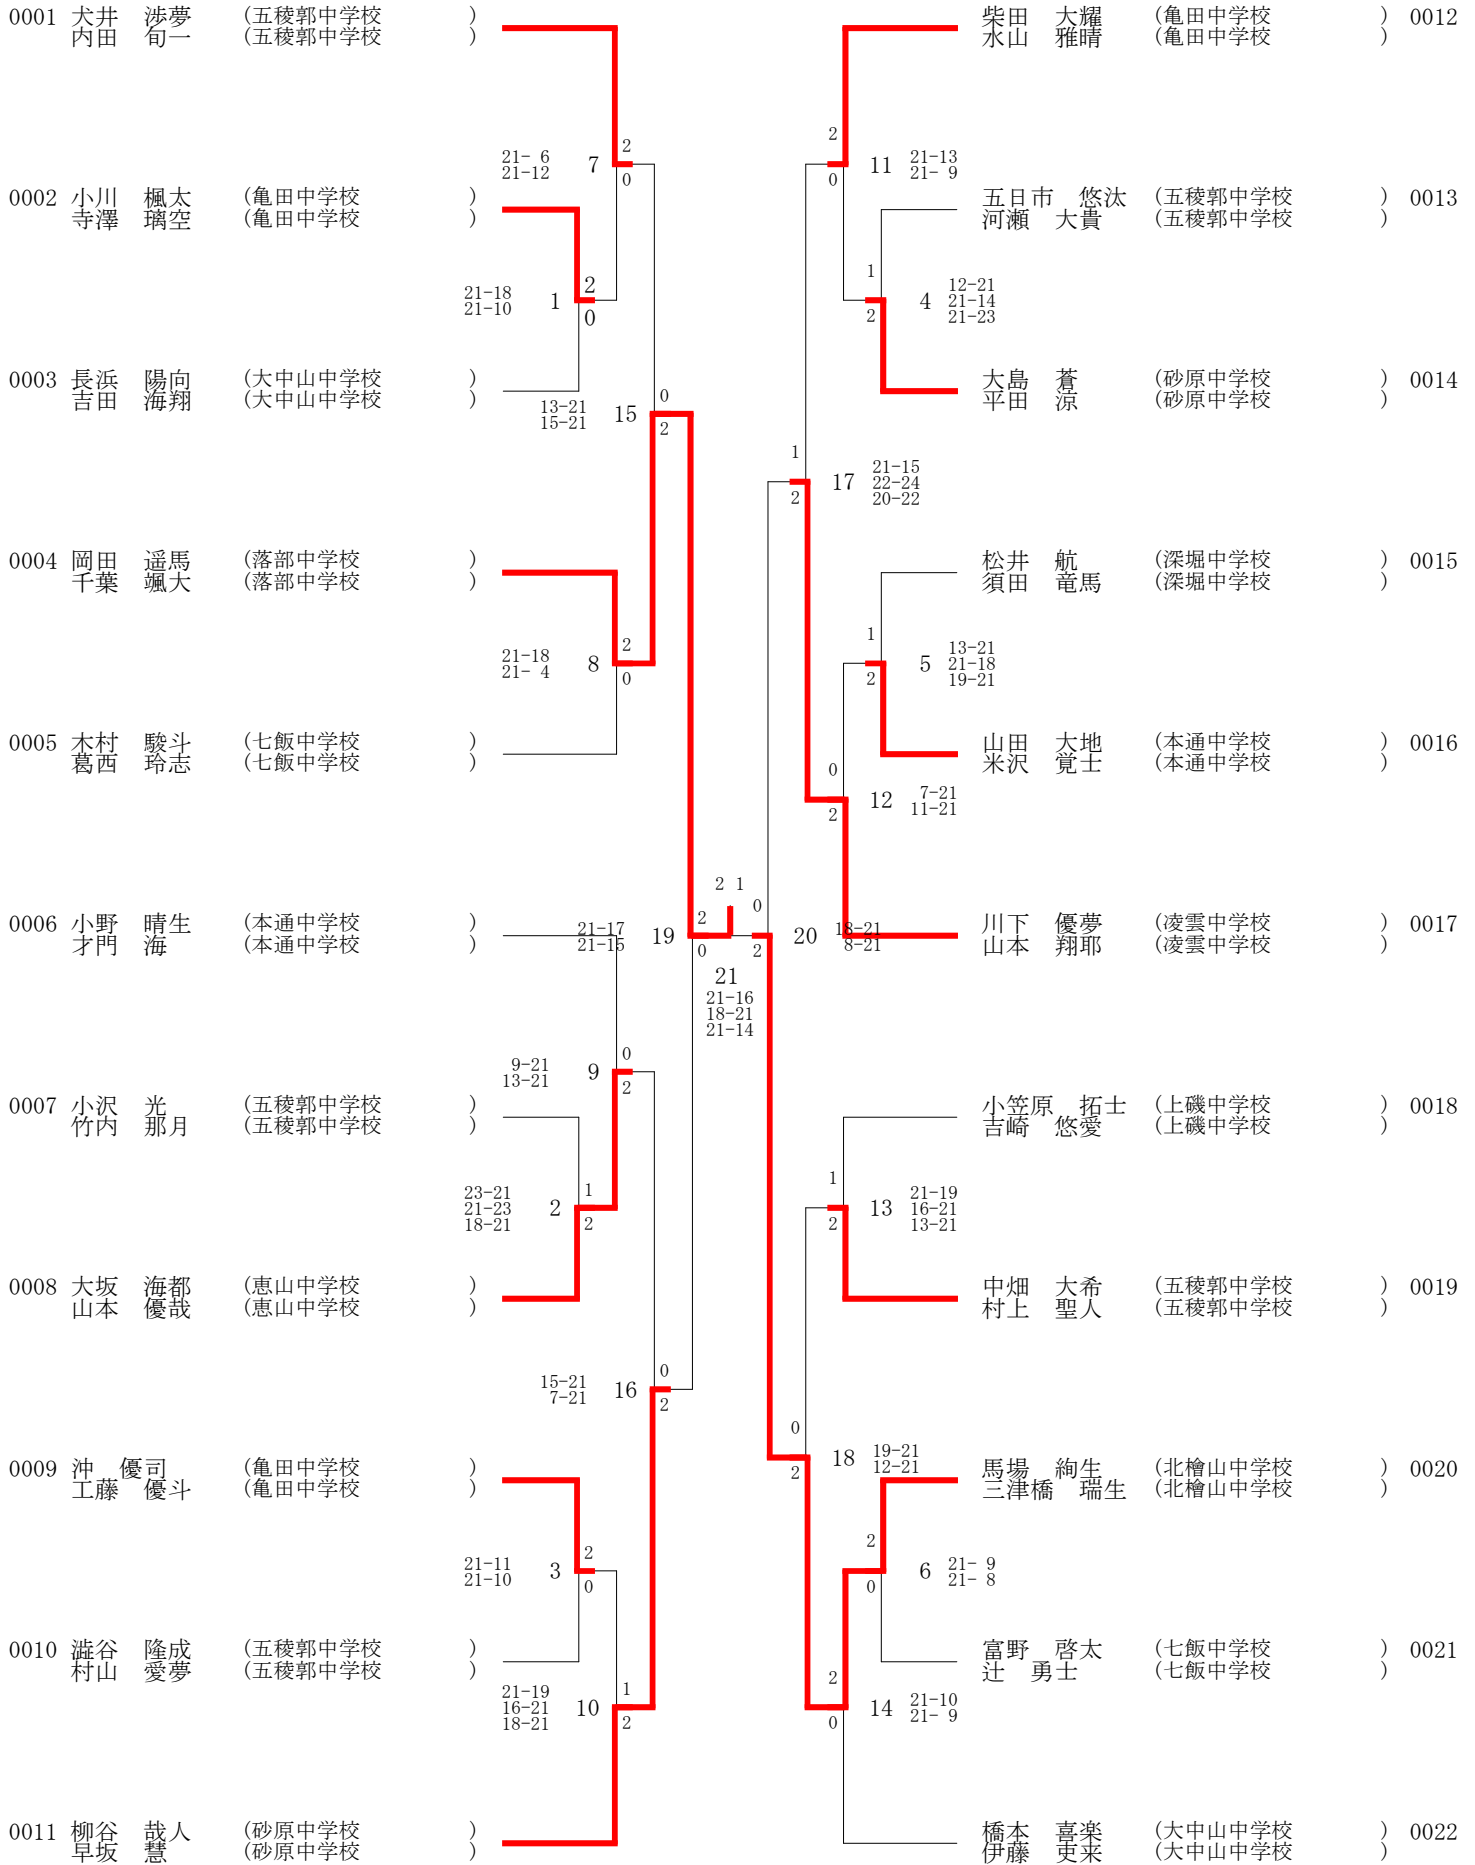 0001 犬井　渉夢 (五稜郭中学校 )
内田　旬一 (五稜郭中学校 )
21- 6
21-12
7
2
0
0002 小川　楓太 (亀田中学校 )
寺澤　璃空 (亀田中学校 )
21-18
21-10
1
2
0
0003 長浜　陽向 (大中山中学校 )
吉田　海翔 (大中山中学校 )
13-21
15-21
15
0
2
0004 岡田　遥馬 (落部中学校 )
千葉　颯大 (落部中学校 )
21-18
21- 4
8
2
0
0005 木村　駿斗 (七飯中学校 )
葛西　玲志 (七飯中学校 )
0006 小野　晴生 (本通中学校 )
才門　海 (本通中学校 )
21-17
21-15
19
2
0
9-21
13-21
9
0
2
0007 小沢　光 (五稜郭中学校 )
竹内　那月 (五稜郭中学校 )
23-21
21-23
18-21
2
1
2
0008 大坂　海都 (恵山中学校 )
山本　優哉 (恵山中学校 )
15-21
7-21
16
0
2
0009 沖　優司 (亀田中学校 )
工藤　優斗 (亀田中学校 )
21-11
21-10
3
2
0
0010 澁谷　隆成 (五稜郭中学校 )
村山　愛夢 (五稜郭中学校 )
21-19
16-21
18-21
10
1
2
0011 柳谷　哉人 (砂原中学校 )
早坂　慧 (砂原中学校 )
2 1
21
21-16
18-21
21-14
柴田　大耀 (亀田中学校 ) 0012
水山　雅晴 (亀田中学校 )
2
0
11
21-13
21- 9
五日市　悠汰 (五稜郭中学校 ) 0013
河瀬　大貴 (五稜郭中学校 )
1
2
4
12-21
21-14
21-23
大島　蒼 (砂原中学校 ) 0014
平田　涼 (砂原中学校 )
1
2
17
21-15
22-24
20-22
松井　航 (深堀中学校 ) 0015
須田　竜馬 (深堀中学校 )
1
2
5
13-21
21-18
19-21
山田　大地 (本通中学校 ) 0016
米沢　覚士 (本通中学校 )
0
2
12
7-21
11-21
0
2
20
18-21
8-21
川下　優夢 (凌雲中学校 ) 0017
山本　翔耶 (凌雲中学校 )
小笠原　拓士 (上磯中学校 ) 0018
吉崎　悠愛 (上磯中学校 )
1
2
13
21-19
16-21
13-21
中畑　大希 (五稜郭中学校 ) 0019
村上　聖人 (五稜郭中学校 )
0
2
18
19-21
12-21
馬場　絢生 (北檜山中学校 ) 0020
三津橋　瑞生 (北檜山中学校 )
2
0
6
21- 9
21- 8
富野　啓太 (七飯中学校 ) 0021
辻　勇士 (七飯中学校 )
2
0
14
21-10
21- 9
橋本　喜楽 (大中山中学校 ) 0022
伊藤　吏来 (大中山中学校 )